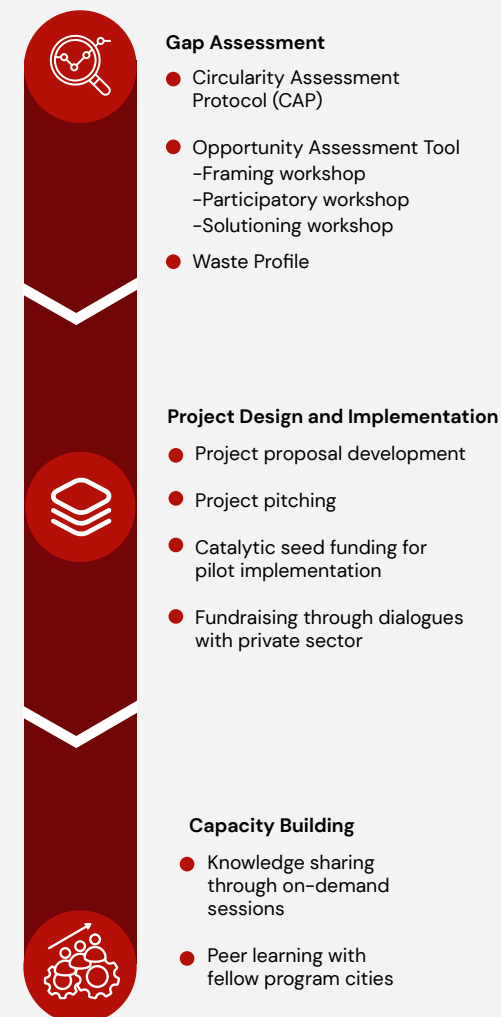 Gap Assessment
Circularity Assessment
Protocol (CAP)
Opportunity Assessment Tool
-Framing workshop
-Participatory workshop
-Solutioning workshop
Waste Profile
Project Design and Implementation
Project proposal development
Project pitching
Catalytic seed funding for
pilot implementation
Fundraising through dialogues
with private sector
Capacity Building
Knowledge sharing
through on-demand
sessions
Peer learning with
fellow program cities